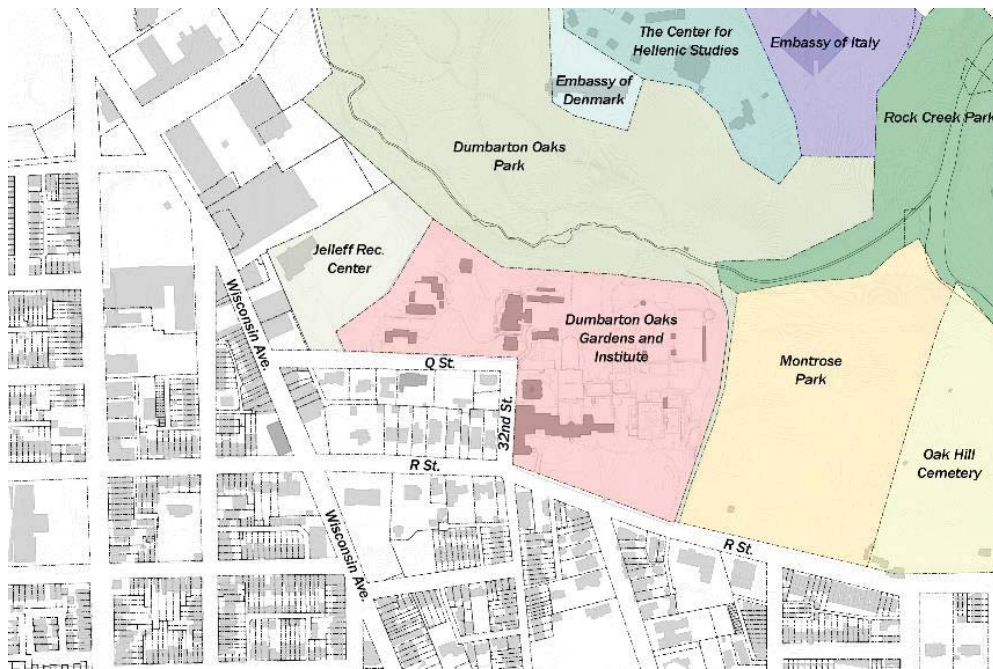 The Center for
Hellenic Studies
Embassy of Italy
Embassy of
Denmark
Rock Creek Park
Dumbarton Oaks
Park
Jelleff Rec.
Center
Wisconsin Ave.
Dumbarton Oaks
Gardens and
Institute
Q St.
Montrose
Park
32nd St.
R St.
Oak Hill
Cemetery
Wisconsin Ave.
R St.